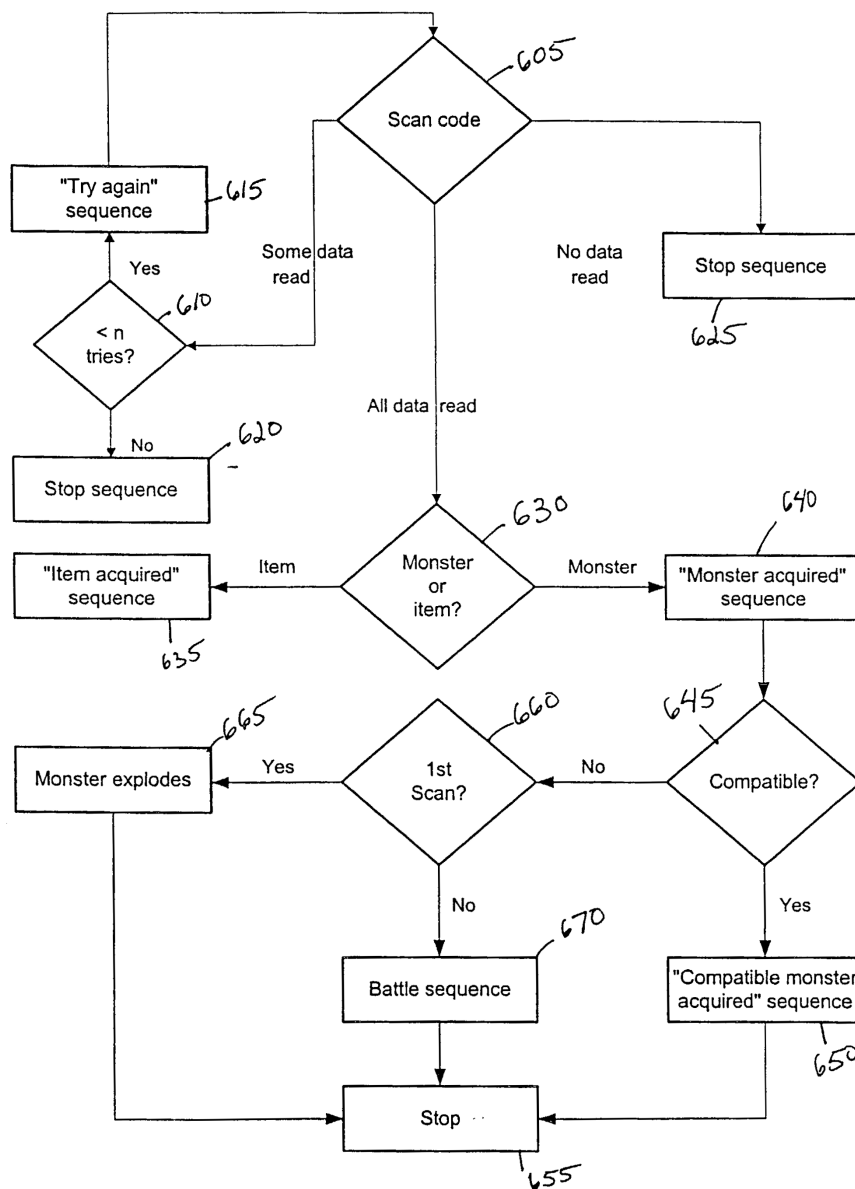 605
Scan code
"Try again"
sequence
615
Some data
read
No data
read
Stop sequence
625
Yes
610
< n
tries?
All data read
No
620
Stop sequence
630
640
"Item acquired"
sequence
635
Item
Monster
or
item?
Monster
"Monster acquired"
sequence
645
660
665
Monster explodes
Yes
1st
Scan?
No
Compatible?
No
Yes
670
Battle sequence
"Compatible monster
acquired" sequence
650
Stop
655